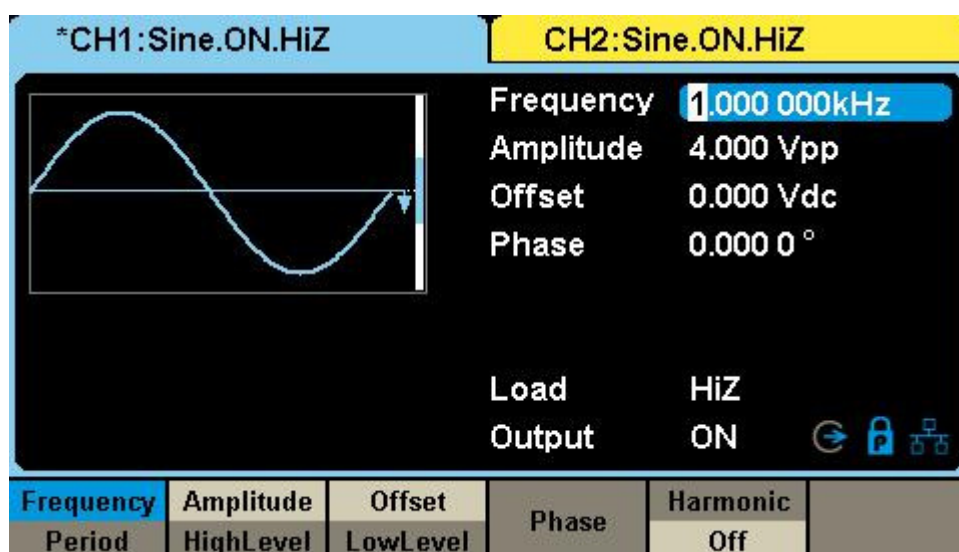 *CH1:Sine.ON.HiZ CH2:Sine.ON.HiZ
Frequency 1.000 000kHz
Amplitude 4.000 Vpp
Offset 0.000 Vdc
Phase 0.000 0 °
Load HiZ
Output ON
P
Frequency Amplitude Offset Phase Harmonic
Period HighLevel LowLevel Off